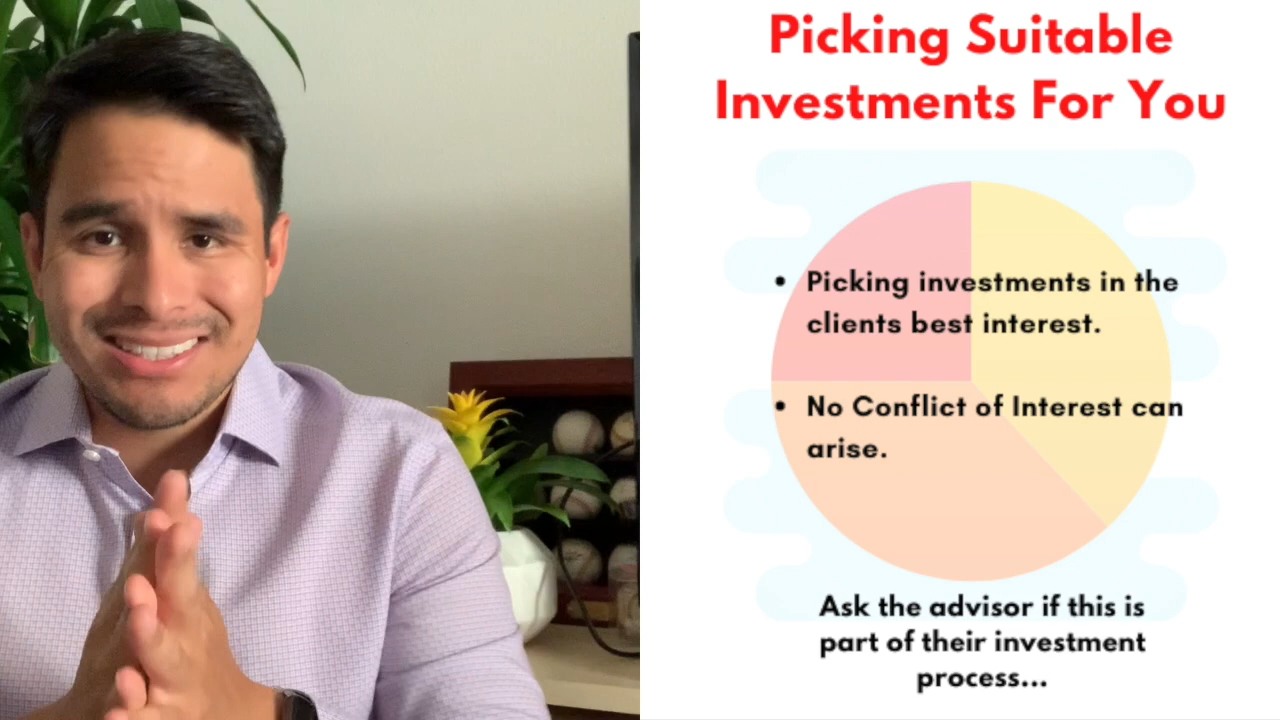 Picking Suitable
Investments For You
• Picking investments in the
clients best interest.
• No Conflict of Interest can
arise.
Ask the advisor if this is
part of their investment
process...